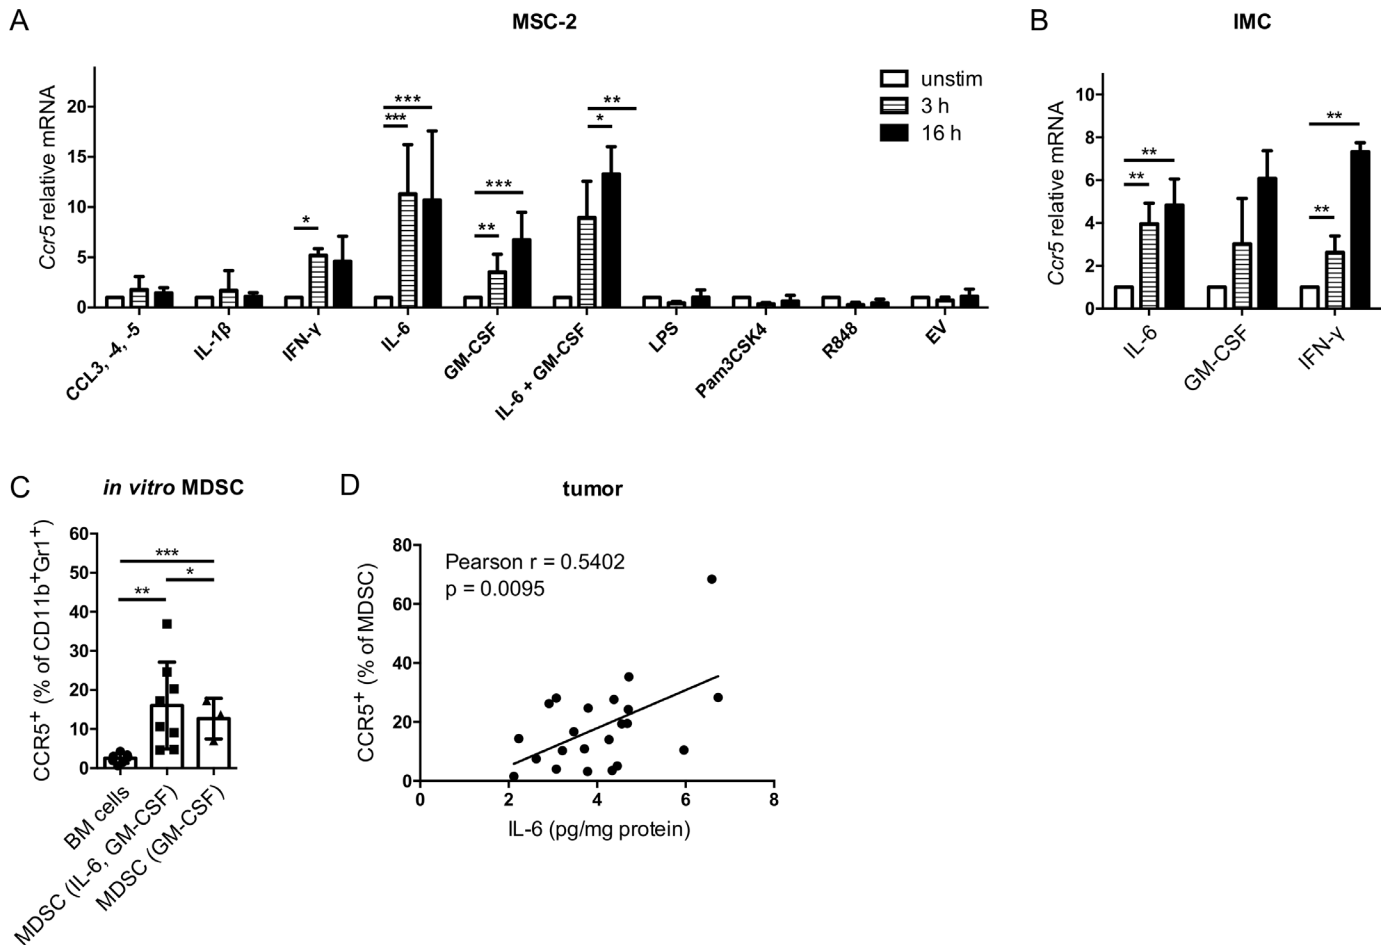 A
MSC-2
Ccr5 relative mRNA
20
15
10
5
0
unstim
3 h
16 h
***
***
**
*
*
***
**
CCL3, -4, -5
IL-1β
IFN-γ
IL-6
GM-CSF
IL-6 + GM-CSF
LPS
Pam3CSK4
R848
EV
B
IMC
Ccr5 relative mRNA
10
8
6
4
2
0
**
**
**
**
IL-6
GM-CSF
IFN-γ
C
in vitro MDSC
CCR5+ (% of CD11b+Gr1+)
60
50
40
30
20
10
0
***
*
**
BM cells
MDSC (IL-6, GM-CSF)
MDSC (GM-CSF)
D
tumor
CCR5+ (% of MDSC)
80
60
40
20
0
Pearson r = 0.5402
p = 0.0095
0
2
4
6
8
IL-6 (pg/mg protein)